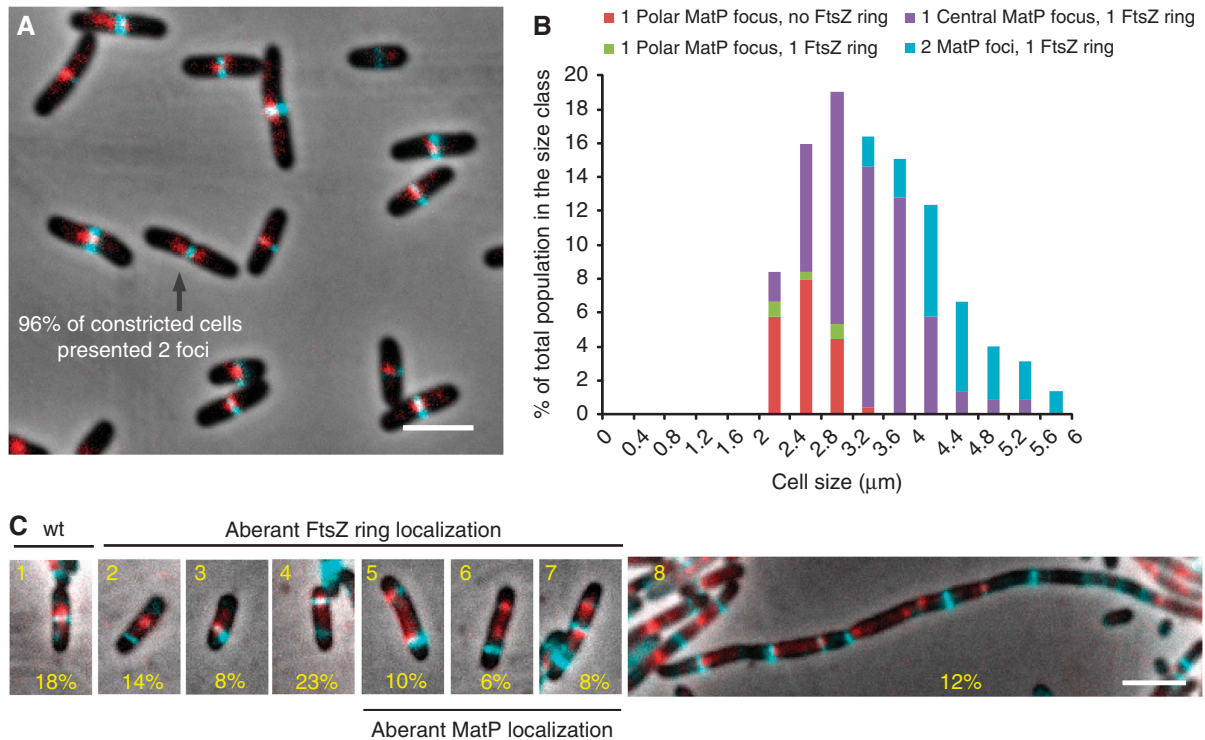 A
96% of constricted cells
presented 2 foci
B
1 Polar MatP focus, no FtsZ ring
1 Central MatP focus, 1 FtsZ ring
1 Polar MatP focus, 1 FtsZ ring
2 MatP foci, 1 FtsZ ring
% of total population in the size class
20
18
16
14
12
10
8
6
4
2
0
0 0.4 0.8 1.2 1.6 2 2.4 2.8 3.2 3.6 4 4.4 4.8 5.2 5.6 6
Cell size (μm)
C
wt
Aberant FtsZ ring localization
1 2 3 4 5 6 7 8
18% 14% 8% 23% 10% 6% 8% 12%
Aberant MatP localization